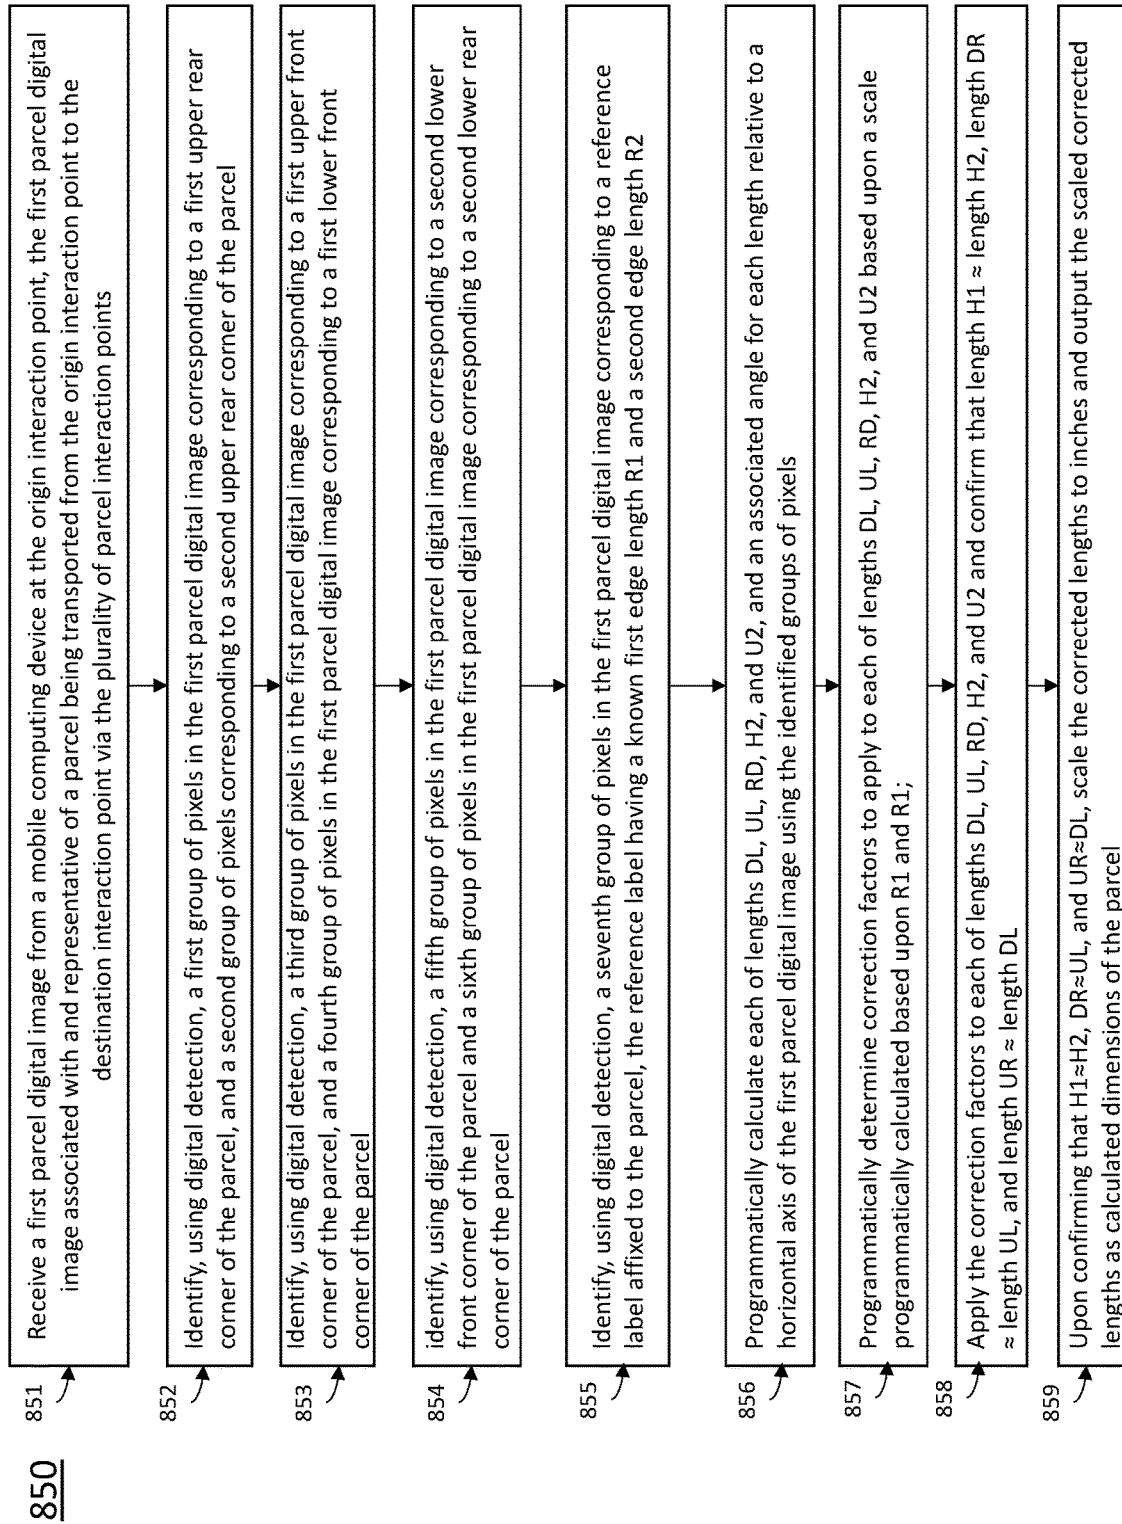 850
851
Receive a first parcel digital image from a mobile computing device at the origin interaction point, the first parcel digital
image associated with and representative of a parcel being transported from the origin interaction point to the
destination interaction point via the plurality of parcel interaction points
852
Identify, using digital detection, a first group of pixels in the first parcel digital image corresponding to a first upper rear
corner of the parcel, and a second group of pixels corresponding to a second upper rear corner of the parcel
853
Identify, using digital detection, a third group of pixels in the first parcel digital image corresponding to a first upper front
corner of the parcel, and a fourth group of pixels in the first parcel digital image corresponding to a first lower front
corner of the parcel
854
identify, using digital detection, a fifth group of pixels in the first parcel digital image corresponding to a second lower
front corner of the parcel and a sixth group of pixels in the first parcel digital image corresponding to a second lower rear
corner of the parcel
855
Identify, using digital detection, a seventh group of pixels in the first parcel digital image corresponding to a reference
label affixed to the parcel, the reference label having a known first edge length R1 and a second edge length R2
856
Programmatically calculate each of lengths DL, UL, RD, H2, and U2, and an associated angle for each length relative to a
horizontal axis of the first parcel digital image using the identified groups of pixels
857
Programmatically determine correction factors to apply to each of lengths DL, UL, RD, H2, and U2 based upon a scale
programmatically calculated based upon R1 and R1;
858
Apply the correction factors to each of lengths DL, UL, RD, H2, and U2 and confirm that length H1 ≈ length H2, length DR
≈ length UL, and length UR ≈ length DL
859
Upon confirming that H1≈H2, DR≈UL, and UR≈DL, scale the corrected lengths to inches and output the scaled corrected
lengths as calculated dimensions of the parcel